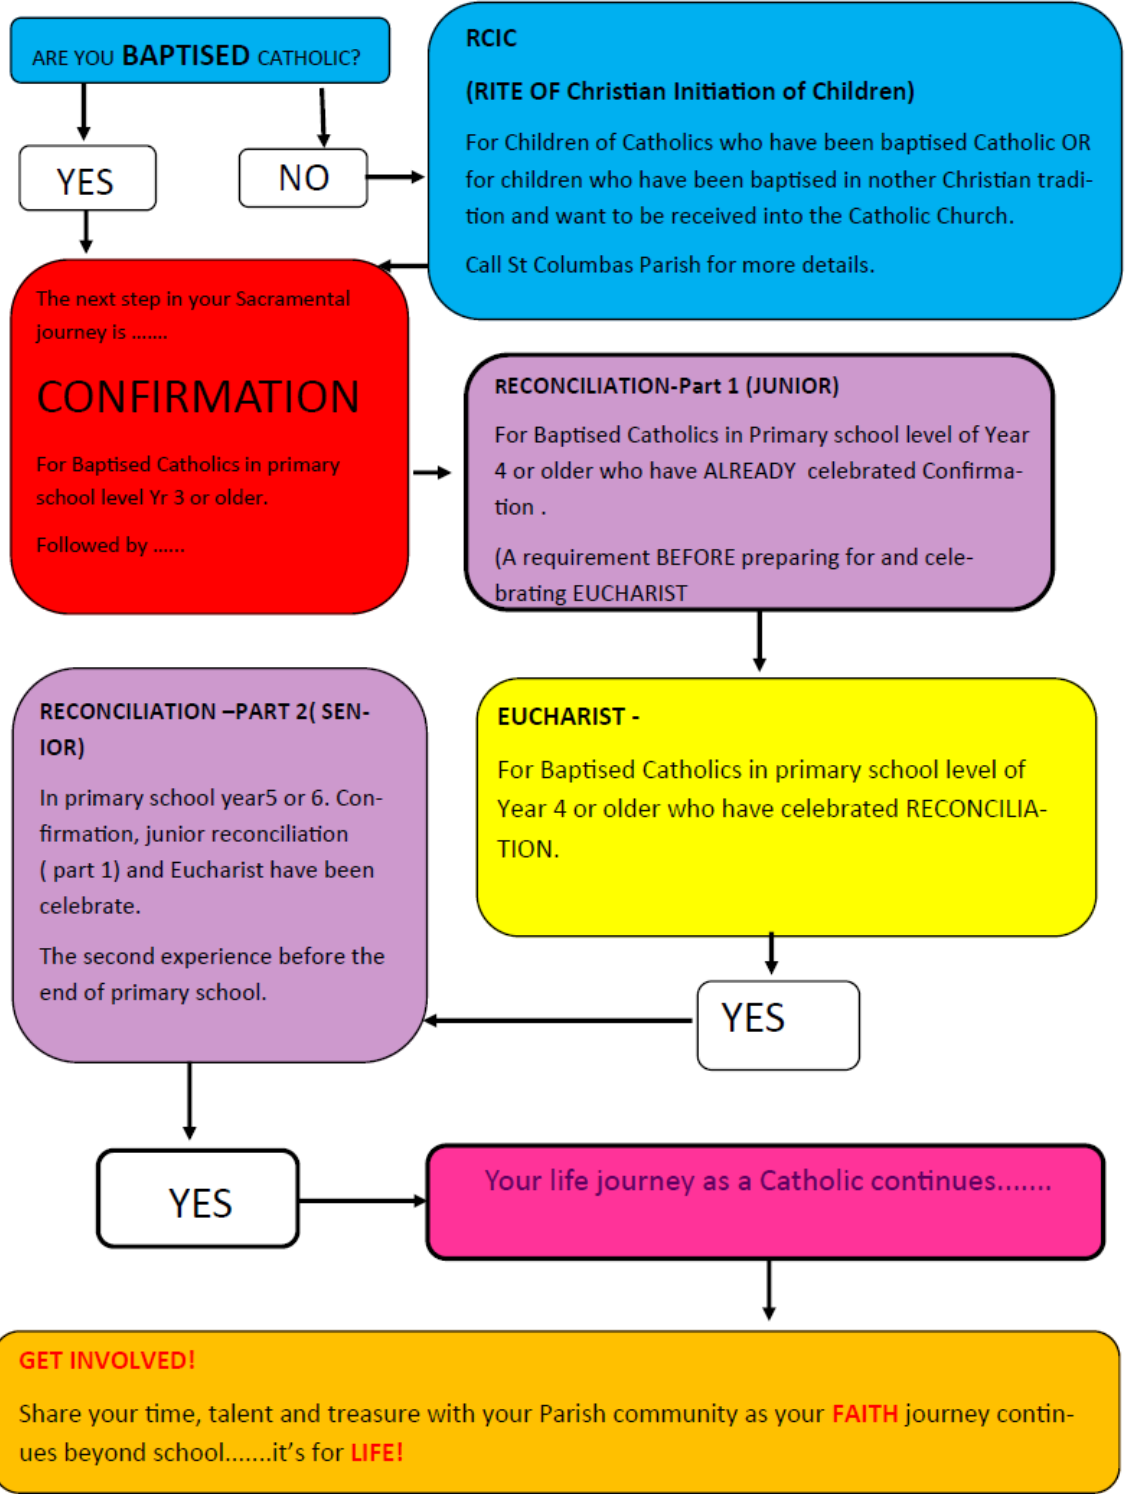 ARE YOU BAPTISED CATHOLIC?
YES
NO
RCIC
(RITE OF Christian Initiation of Children)
For Children of Catholics who have been baptised Catholic OR
for children who have been baptised in nother Christian tradi-
tion and want to be received into the Catholic Church.
Call St Columbas Parish for more details.
The next step in your Sacramental
journey is .......
CONFIRMATION
For Baptised Catholics in primary
school level Yr 3 or older.
Followed by ......
RECONCILIATION-Part 1 (JUNIOR)
For Baptised Catholics in Primary school level of Year
4 or older who have ALREADY celebrated Confirma-
tion .
(A requirement BEFORE preparing for and cele-
brating EUCHARIST
EUCHARIST -
For Baptised Catholics in primary school level of
Year 4 or older who have celebrated RECONCILIA-
TION.
YES
RECONCILIATION –PART 2( SEN-
IOR)
In primary school year5 or 6. Con-
firmation, junior reconciliation
( part 1) and Eucharist have been
celebrate.
The second experience before the
end of primary school.
YES
Your life journey as a Catholic continues.......
GET INVOLVED!
Share your time, talent and treasure with your Parish community as your FAITH journey contin-
ues beyond school.......it's for LIFE!